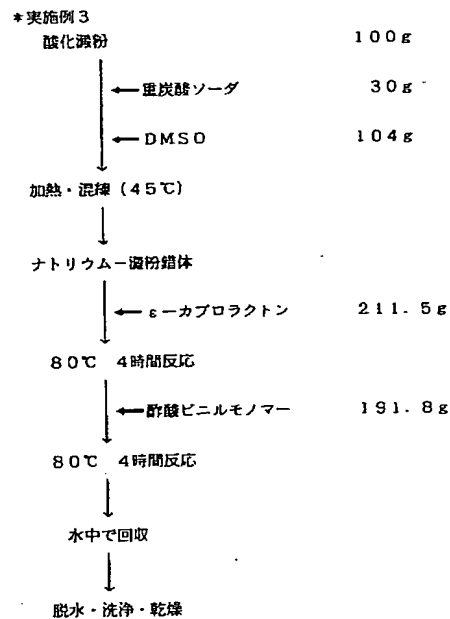 *実施例3
酸化澱粉 100g
←重炭酸ソーダ 30g
←DMSO 104g
加熱・混練(45℃)
ナトリウムー澱粉錯体
←ε-カプロラクトン 211.5g
80℃ 4時間反応
←酢酸ビニルモノマー 191.8g
80℃ 4時間反応
水中で回収
脱水・洗浄・乾燥